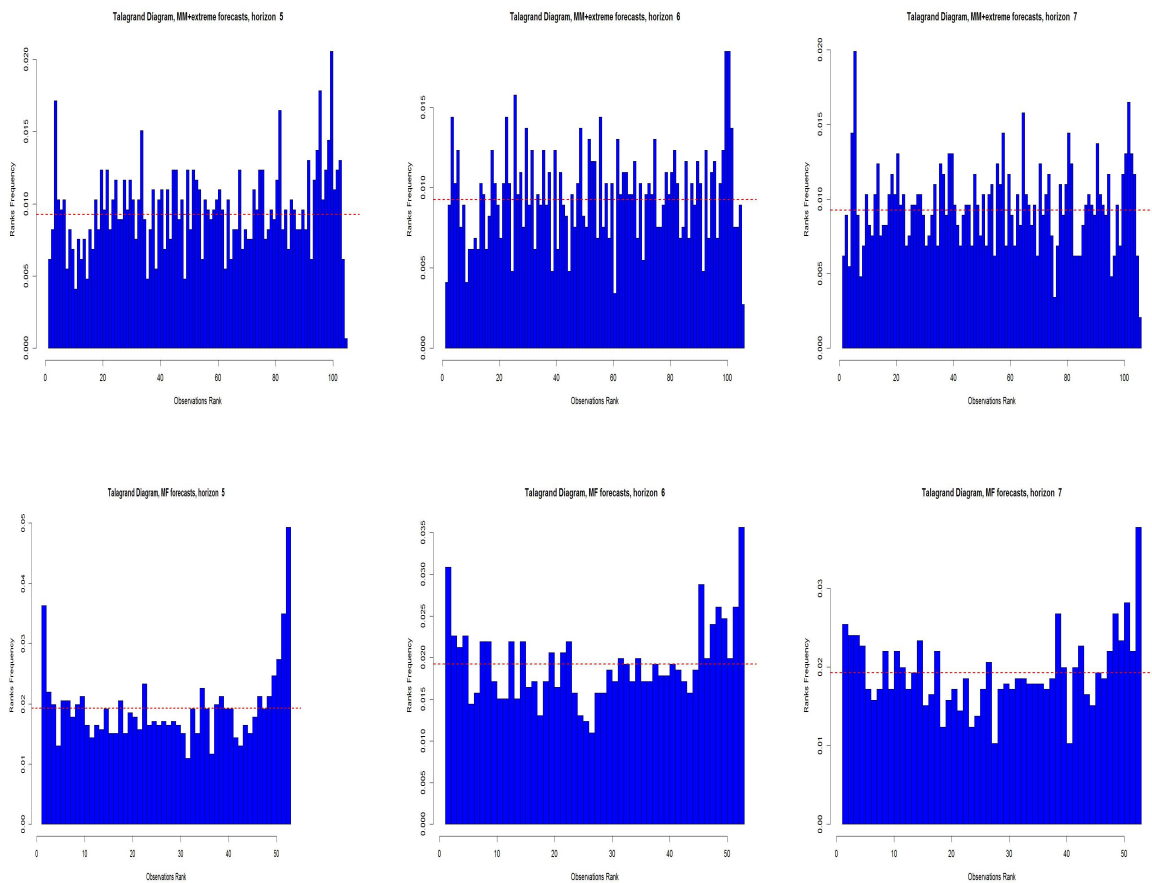 Talagrand Diagram, MM+extreme forecasts, horizon 5
Ranks Frequency
0.000 0.005 0.010 0.015 0.020
0 20 40 60 80 100
Observations Rank
Talagrand Diagram, MM+extreme forecasts, horizon 6
Ranks Frequency
0.000 0.005 0.010 0.015
0 20 40 60 80 100
Observations Rank
Talagrand Diagram, MM+extreme forecasts, horizon 7
Ranks Frequency
0.000 0.005 0.010 0.015 0.020
0 20 40 60 80 100
Observations Rank
Talagrand Diagram, MF forecasts, horizon 5
Ranks Frequency
0.00 0.01 0.02 0.03 0.04 0.05
0 10 20 30 40 50
Observations Rank
Talagrand Diagram, MF forecasts, horizon 6
Ranks Frequency
0.000 0.005 0.010 0.015 0.020 0.025 0.030 0.035
0 10 20 30 40 50
Observations Rank
Talagrand Diagram, MF forecasts, horizon 7
Ranks Frequency
0.00 0.01 0.02 0.03
0 10 20 30 40 50
Observations Rank